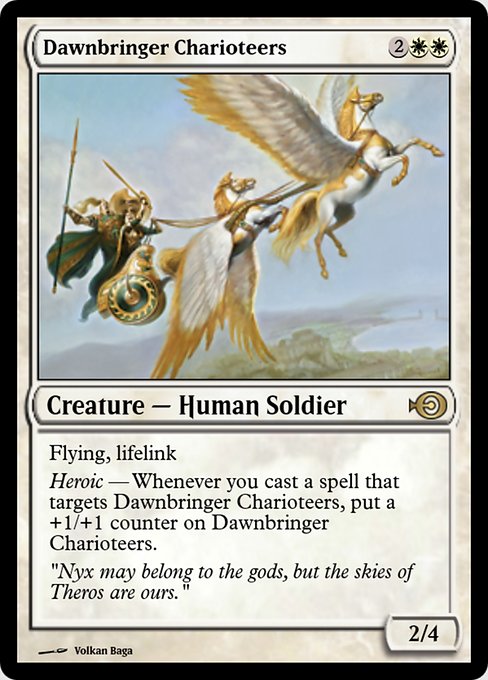 Dawnbringer Charioteers 2
Creature — Human Soldier
Flying, lifelink
Heroic — Whenever you cast a spell that
targets Dawnbringer Charioteers, put a
+1/+1 counter on Dawnbringer
Charioteers.
"Nyx may belong to the gods, but the skies of
Theros are ours."
2/4
Volkan Baga